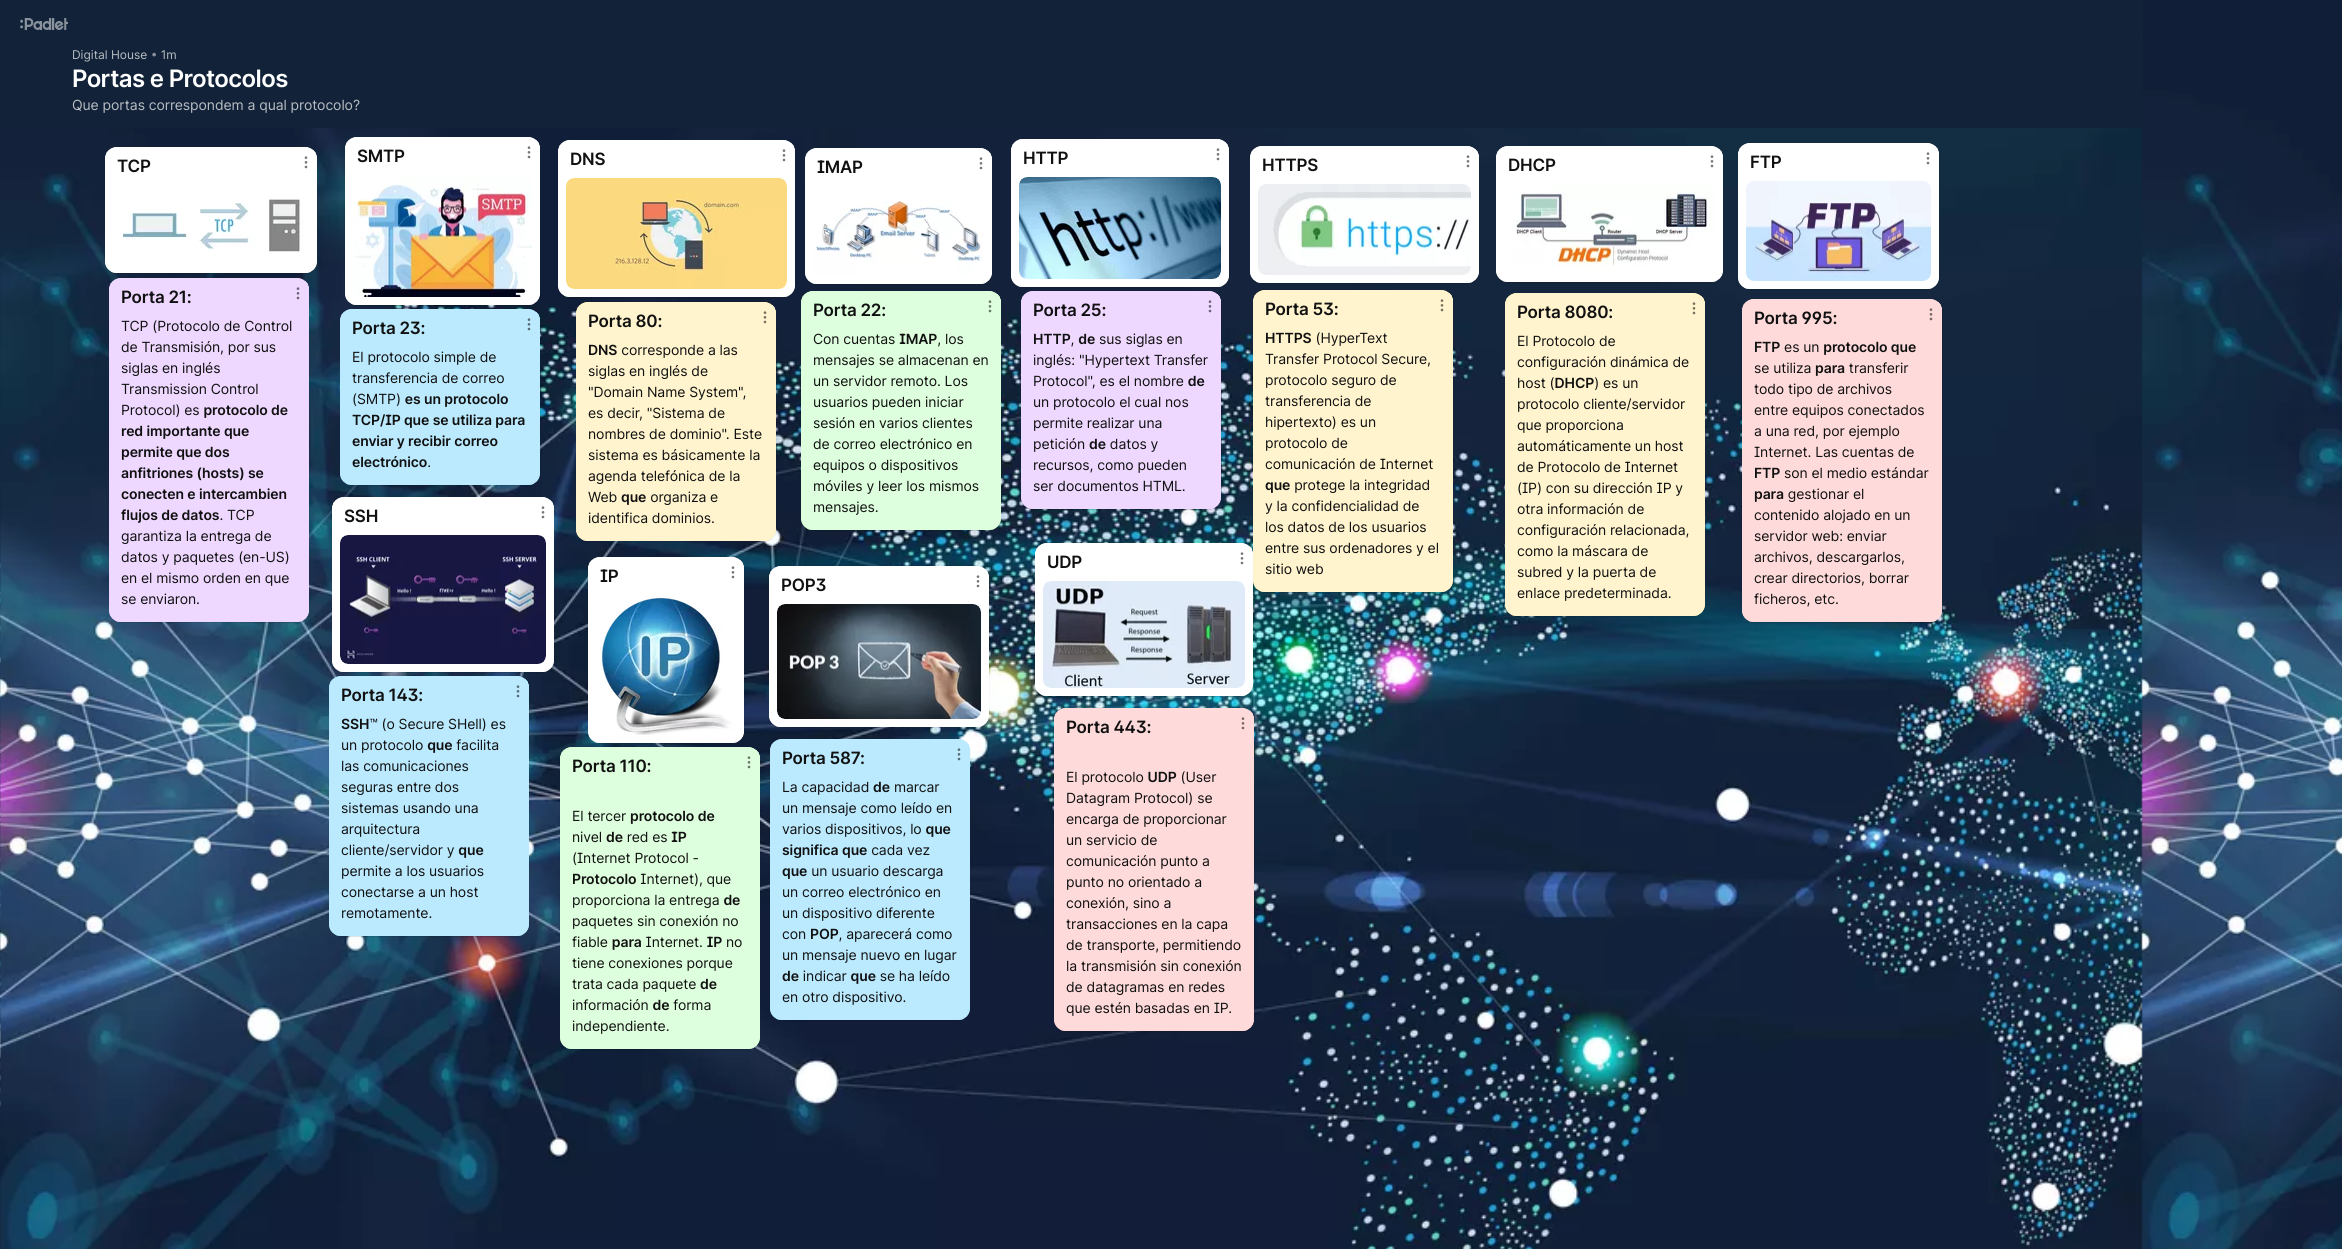 :Padlet
Digital House • 1m
Portas e Protocolos
Que portas correspondem a qual protocolo?
TCP
TCP
Porta 21:
TCP (Protocolo de Control
de Transmisión, por sus
siglas en inglés
Transmission Control
Protocol) es protocolo de
red importante que
permite que dos
anfitriones (hosts) se
conecten e intercambien
flujos de datos. TCP
garantiza la entrega de
datos y paquetes (en-US)
en el mismo orden en que
se enviaron.
SMTP
SMTP
Porta 23:
El protocolo simple de
transferencia de correo
(SMTP) es un protocolo
TCP/IP que se utiliza para
enviar y recibir correo
electrónico.
SSH
SSH CLIENT
SSH SERVER
Hello !
Hello !
Porta 143:
SSH™ (o Secure SHell) es
un protocolo que facilita
las comunicaciones
seguras entre dos
sistemas usando una
arquitectura
cliente/servidor y que
permite a los usuarios
conectarse a un host
remotamente.
DNS
domain.com
216.3.128.12
Porta 80:
DNS corresponde a las
siglas en inglés de
"Domain Name System",
es decir, "Sistema de
nombres de dominio". Este
sistema es básicamente la
agenda telefónica de la
Web que organiza e
identifica dominios.
IP
IP
Porta 110:
El tercer protocolo de
nivel de red es IP
(Internet Protocol -
Protocolo Internet), que
proporciona la entrega de
paquetes sin conexión no
fiable para Internet. IP no
tiene conexiones porque
trata cada paquete de
información de forma
independiente.
IMAP
IMAP
IMAP
IMAP
IMAP
Email Server
Smartphone
Desktop PC
Tablet
Desktop PC
Porta 22:
Con cuentas IMAP, los
mensajes se almacenan en
un servidor remoto. Los
usuarios pueden iniciar
sesión en varios clientes
de correo electrónico en
equipos o dispositivos
móviles y leer los mismos
mensajes.
POP3
POP 3
Porta 587:
La capacidad de marcar
un mensaje como leído en
varios dispositivos, lo que
significa que cada vez
que un usuario descarga
un correo electrónico en
un dispositivo diferente
con POP, aparecerá como
un mensaje nuevo en lugar
de indicar que se ha leído
en otro dispositivo.
HTTP
http://www
Porta 25:
HTTP, de sus siglas en
inglés: "Hypertext Transfer
Protocol", es el nombre de
un protocolo el cual nos
permite realizar una
petición de datos y
recursos, como pueden
ser documentos HTML.
UDP
UDP
Request
Response
Response
Client
Server
Porta 443:
El protocolo UDP (User
Datagram Protocol) se
encarga de proporcionar
un servicio de
comunicación punto a
punto no orientado a
conexión, sino a
transacciones en la capa
de transporte, permitiendo
la transmisión sin conexión
de datagramas en redes
que estén basadas en IP.
HTTPS
https://
Porta 53:
HTTPS (HyperText
Transfer Protocol Secure,
protocolo seguro de
transferencia de
hipertexto) es un
protocolo de
comunicación de Internet
que protege la integridad
y la confidencialidad de
los datos de los usuarios
entre sus ordenadores y el
sitio web
DHCP
DHCP Client
Router
DHCP Server
DHCP
Dynamic Host
Configuration Protocol
Porta 8080:
El Protocolo de
configuración dinámica de
host (DHCP) es un
protocolo cliente/servidor
que proporciona
automáticamente un host
de Protocolo de Internet
(IP) con su dirección IP y
otra información de
configuración relacionada,
como la máscara de
subred y la puerta de
enlace predeterminada.
FTP
FTP
Porta 995:
FTP es un protocolo que
se utiliza para transferir
todo tipo de archivos
entre equipos conectados
a una red, por ejemplo
Internet. Las cuentas de
FTP son el medio estándar
para gestionar el
contenido alojado en un
servidor web: enviar
archivos, descargarlos,
crear directorios, borrar
ficheros, etc.